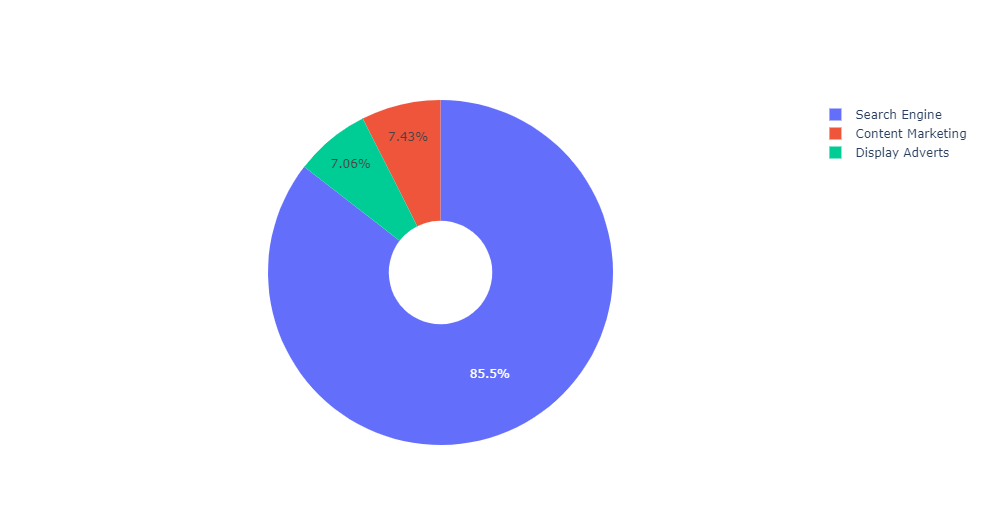 Search Engine
Content Marketing
Display Adverts
7.43%
7.06%
85.5%